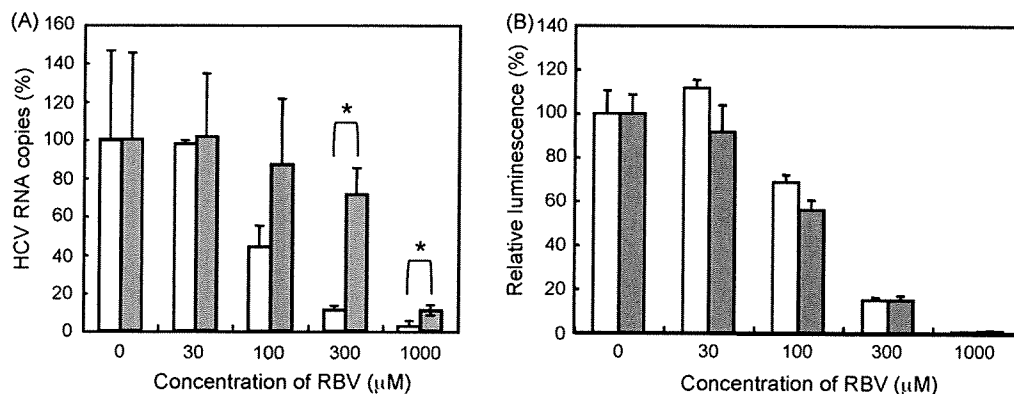 (A)
HCV RNA copies (%)
160
140
120
100
80
60
40
20
0
*
*
0 30 100 300 1000
Concentration of RBV (μM)
(B)
Relative luminescence (%)
140
120
100
80
60
40
20
0
0 30 100 300 1000
Concentration of RBV (μM)